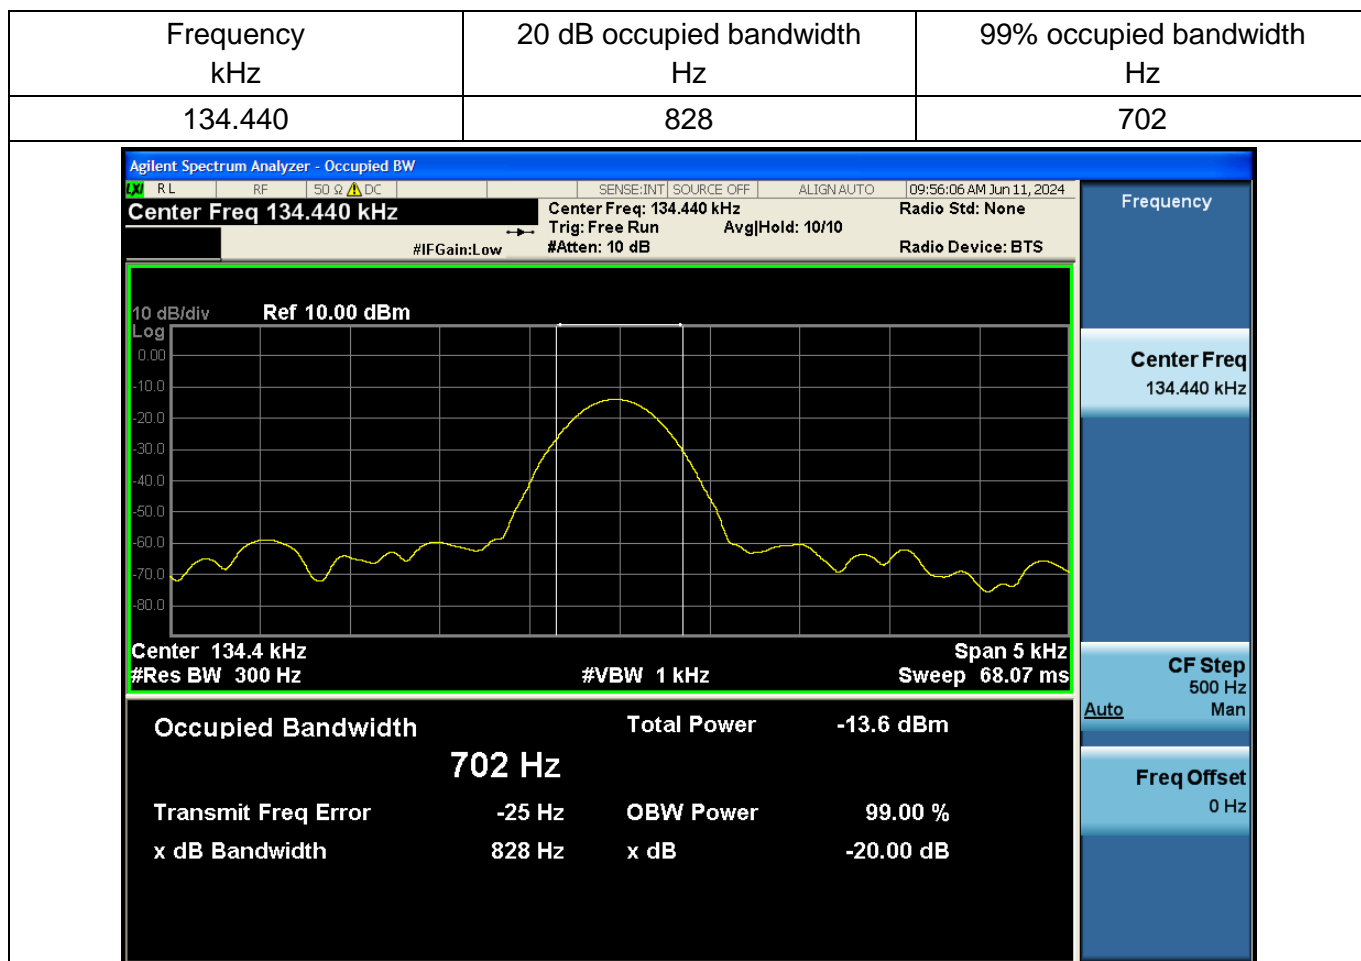 Frequency kHz	20 dB occupied bandwidth Hz	99% occupied bandwidth Hz
134.440	828	702
Agilent Spectrum Analyzer - Occupied BW
LXI RL RF 50 Ω DC SENSE:INT SOURCE OFF ALIGN AUTO 09:56:06 AM Jun 11, 2024
Center Freq 134.440 kHz
Center Freq: 134.440 kHz
Radio Std: None
Trig: Free Run Avg|Hold: 10/10
#IFGain:Low #Atten: 10 dB Radio Device: BTS
10 dB/div Ref 10.00 dBm
Log
0.00
-10.0
-20.0
-30.0
-40.0
-50.0
-60.0
-70.0
-80.0
Center 134.4 kHz Span 5 kHz
#Res BW 300 Hz #VBW 1 kHz Sweep 68.07 ms
Occupied Bandwidth Total Power -13.6 dBm
702 Hz
Transmit Freq Error -25 Hz OBW Power 99.00 %
x dB Bandwidth 828 Hz x dB -20.00 dB
Frequency
Center Freq
134.440 kHz
CF Step
500 Hz
Auto Man
Freq Offset
0 Hz